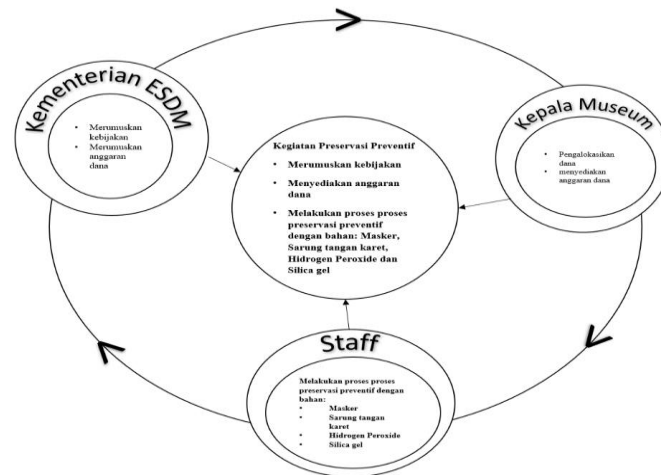 Kementerian ESDM
• Merumuskan
kebijakan
• Merumuskan
anggaran
dana
Kepala Museum
• Pengalokasikan
dana
• menyediakan
anggaran dana
Kegiatan Preservasi Preventif
• Merumuskan kebijakan
• Menyediakan anggaran
dana
• Melakukan proses proses
preservasi preventif
dengan bahan: Masker,
Sarung tangan karet,
Hidrogen Peroxide dan
Silica gel
Staff
Melakukan proses proses
preservasi preventif dengan
bahan:
• Masker
• Sarung tangan
karet
• Hidrogen Peroxide
• Silica gel